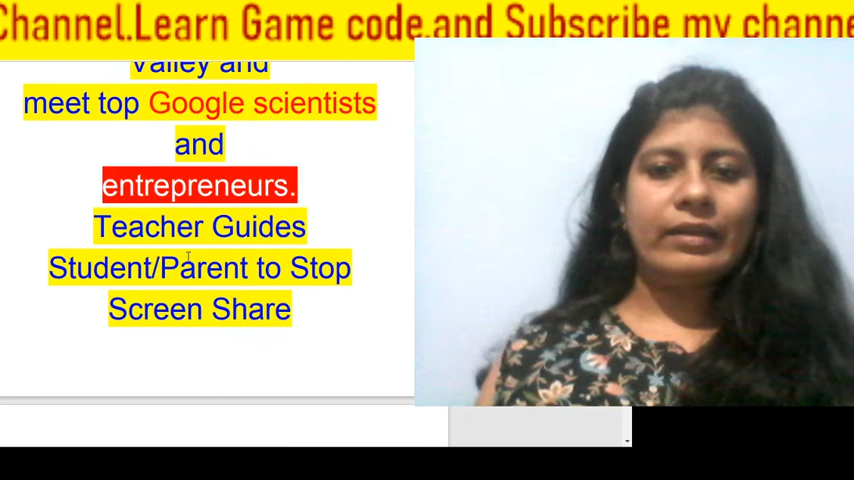 Channel.Learn Game code,and Subscribe my channe
Valley and
meet top Google scientists
and
entrepreneurs.
Teacher Guides
Student/Parent to Stop
Screen Share